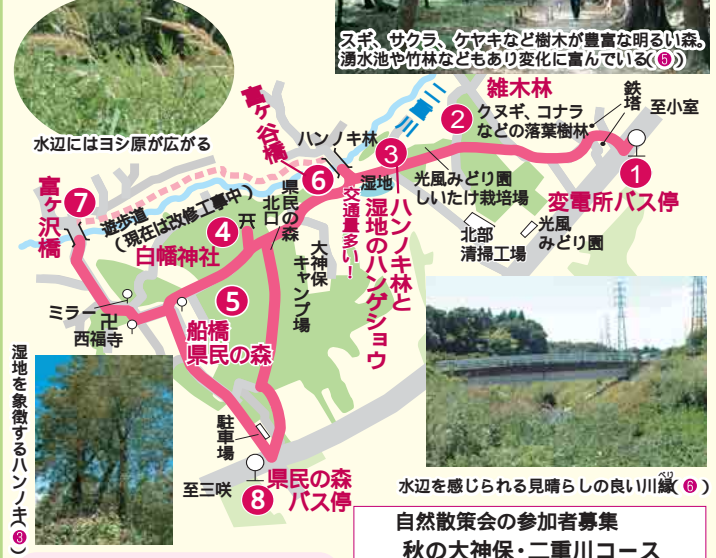 スギ、サクラ、ケヤキなど樹木が豊富な明るい森。
湧水池や竹林などもあり変化に富んでいる(❺)
水辺にはヨシ原が広がる
富ヶ谷橋
ハンノキ林
二重川
雑木林
❷
クヌギ、コナラ
などの落葉樹林
鉄塔
至小室
❶
変電所バス停
❸
ハンノキ林と
湿地のハンゲショウ
湿地
光風みどり園
しいたけ栽培場
北部
清掃工場
光風
みどり園
❻
交通量多い！
県民の森
北口
大神保
キャンプ場
富ヶ沢橋
❼
遊歩道
(現在は改修工事中)
❹
白幡神社
❺
船橋
県民の森
ミラー
卍
西福寺
駐車場
至三咲
❽
県民の森
バス停
湿地を象徴するハンノキ(❸)
水辺を感じられる見晴らしの良い川縁(❻)
べり
自然散策会の参加者募集
秋の大神保・二重川コース